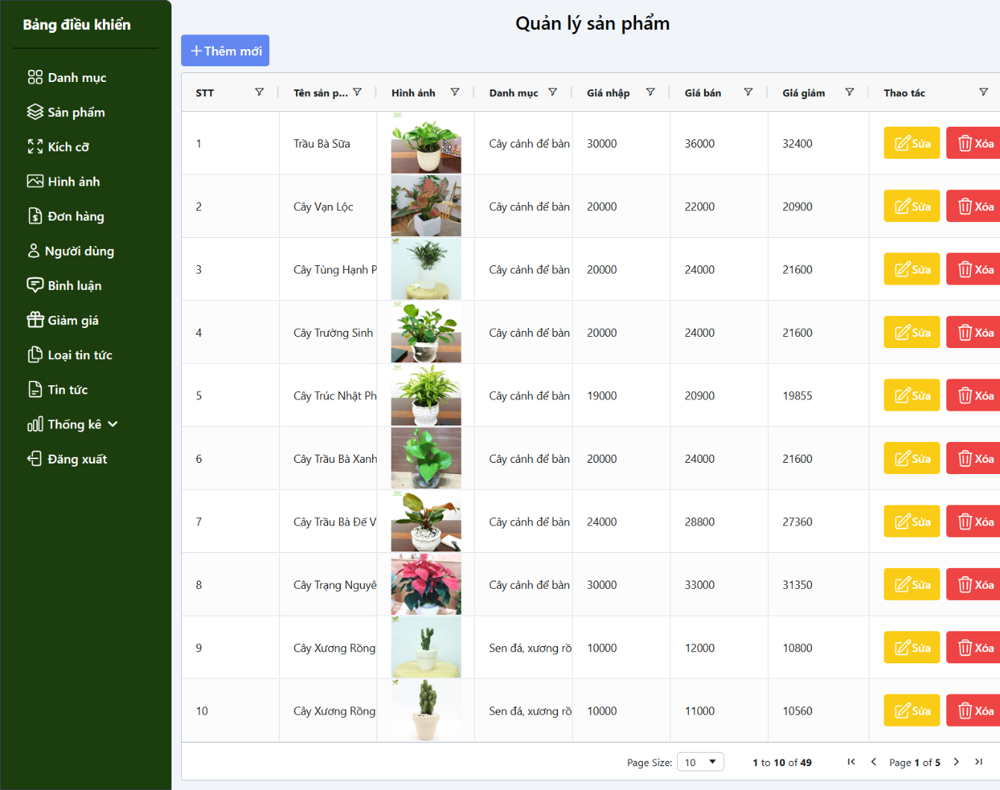 Bảng điều khiển
Danh mục
Sản phẩm
Kích cỡ
Hình ảnh
Đơn hàng
Người dùng
Bình luận
Giảm giá
Loại tin tức
Tin tức
Thống kê
Đăng xuất
Quản lý sản phẩm
Thêm mới
STT Tên sản p... Hình ảnh Danh mục Giá nhập Giá bán Giá giảm Thao tác
1 Trầu Bà Sữa Cây cảnh để bàn 30000 36000 32400 Sửa Xóa
2 Cây Vạn Lộc Cây cảnh để bàn 20000 22000 20900 Sửa Xóa
3 Cây Tùng Hạnh P Cây cảnh để bàn 20000 24000 21600 Sửa Xóa
4 Cây Trường Sinh Cây cảnh để bàn 20000 24000 21600 Sửa Xóa
5 Cây Trúc Nhật Ph Cây cảnh để bàn 19000 20900 19855 Sửa Xóa
6 Cây Trầu Bà Xanh Cây cảnh để bàn 20000 24000 21600 Sửa Xóa
7 Cây Trầu Bà Đế V Cây cảnh để bàn 24000 28800 27360 Sửa Xóa
8 Cây Trạng Nguyê Cây cảnh để bàn 30000 33000 31350 Sửa Xóa
9 Cây Xương Rồng Sen đá, xương rồ 10000 12000 10800 Sửa Xóa
10 Cây Xương Rồng Sen đá, xương rồ 10000 11000 10560 Sửa Xóa
Page Size: 10 1 to 10 of 49 Page 1 of 5